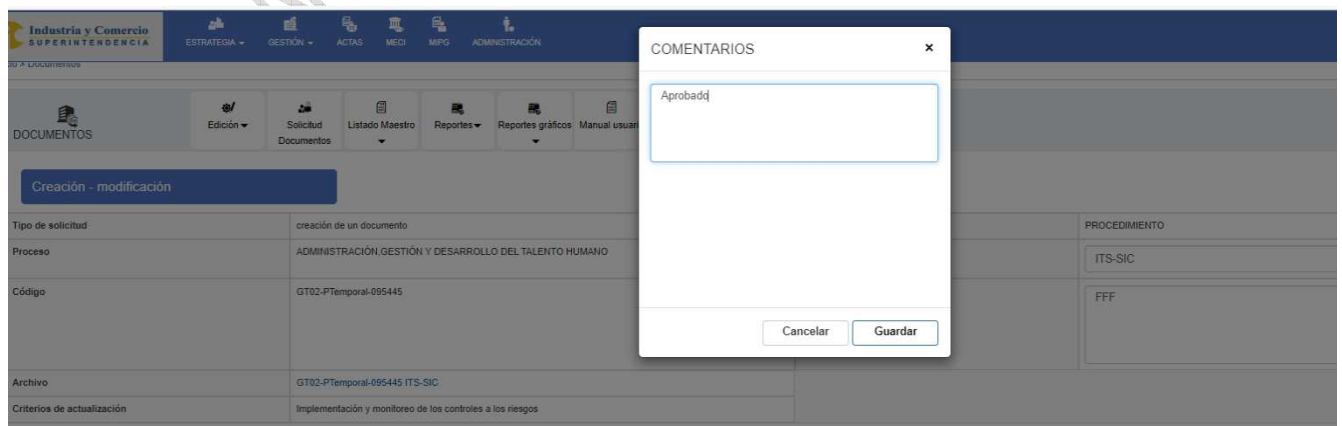 Industria y Comercio
SUPERINTENDENCIA
ESTRATEGIA
GESTIÓN
ACTAS
MECI
MIPG
ADMINISTRACIÓN
> Documentos
DOCUMENTOS
Edición
Solicitud
Documentos
Listado Maestro
Reportes
Reportes gráficos
Manual
COMENTARIOS
×
Aprobado
Cancelar
Guardar
Creación - modificación
Tipo de solicitud
creación de un documento
PROCEDIMIENTO
Proceso
ADMINISTRACIÓN,GESTIÓN Y DESARROLLO DEL TALENTO HUMANO
ITS-SIC
Código
GT02-PTemporal-095445
FFF
Archivo
GT02-PTemporal-095445 ITS-SIC
Criterios de actualización
Implementación y monitoreo de los controles a los riesgos